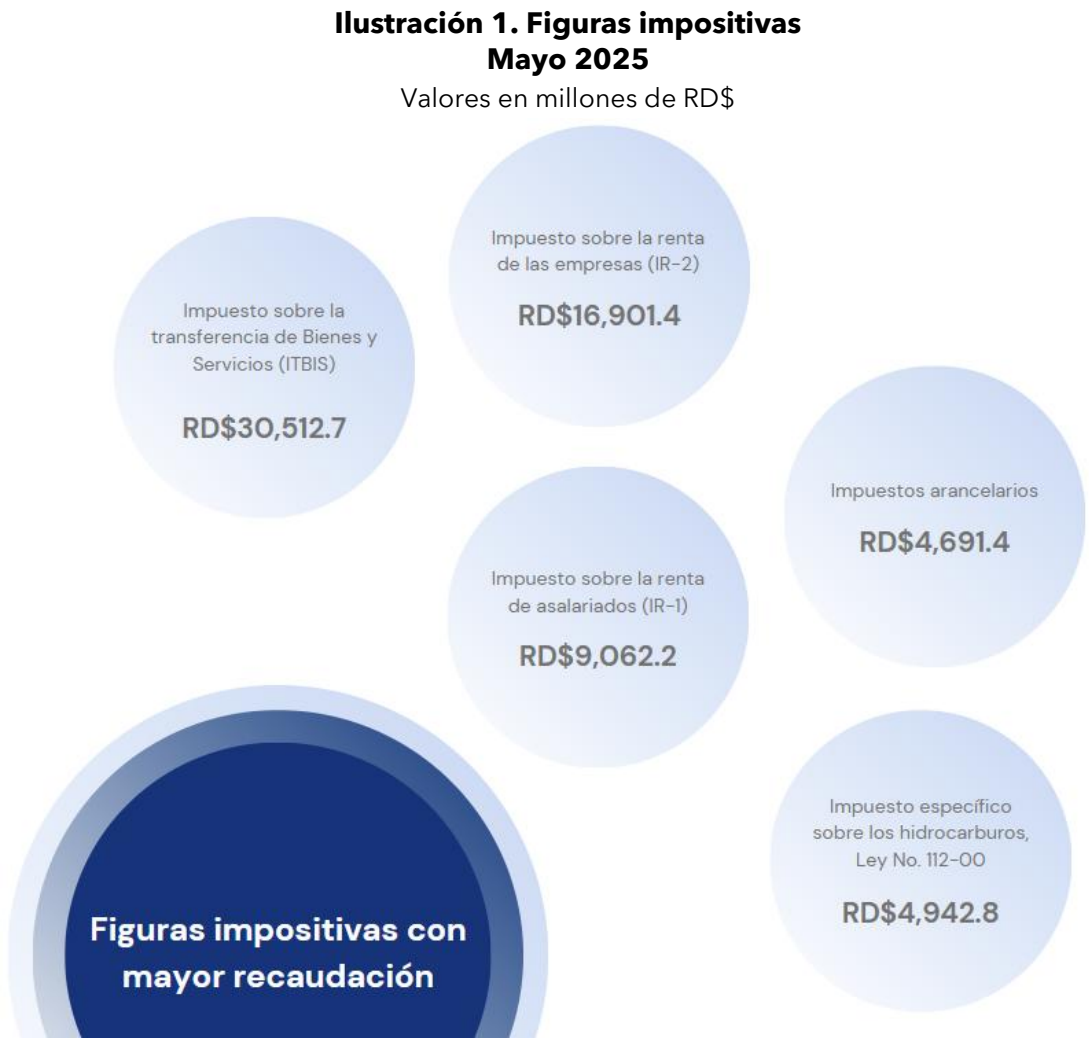 Ilustración 1. Figuras impositivas
Mayo 2025
Valores en millones de RD$
Impuesto sobre la renta
de las empresas (IR-2)
RD$16,901.4
Impuesto sobre la
transferencia de Bienes y
Servicios (ITBIS)
RD$30,512.7
Impuestos arancelarios
RD$4,691.4
Impuesto sobre la renta
de asalariados (IR-1)
RD$9,062.2
Impuesto específico
sobre los hidrocarburos,
Ley No. 112-00
RD$4,942.8
Figuras impositivas con
mayor recaudación